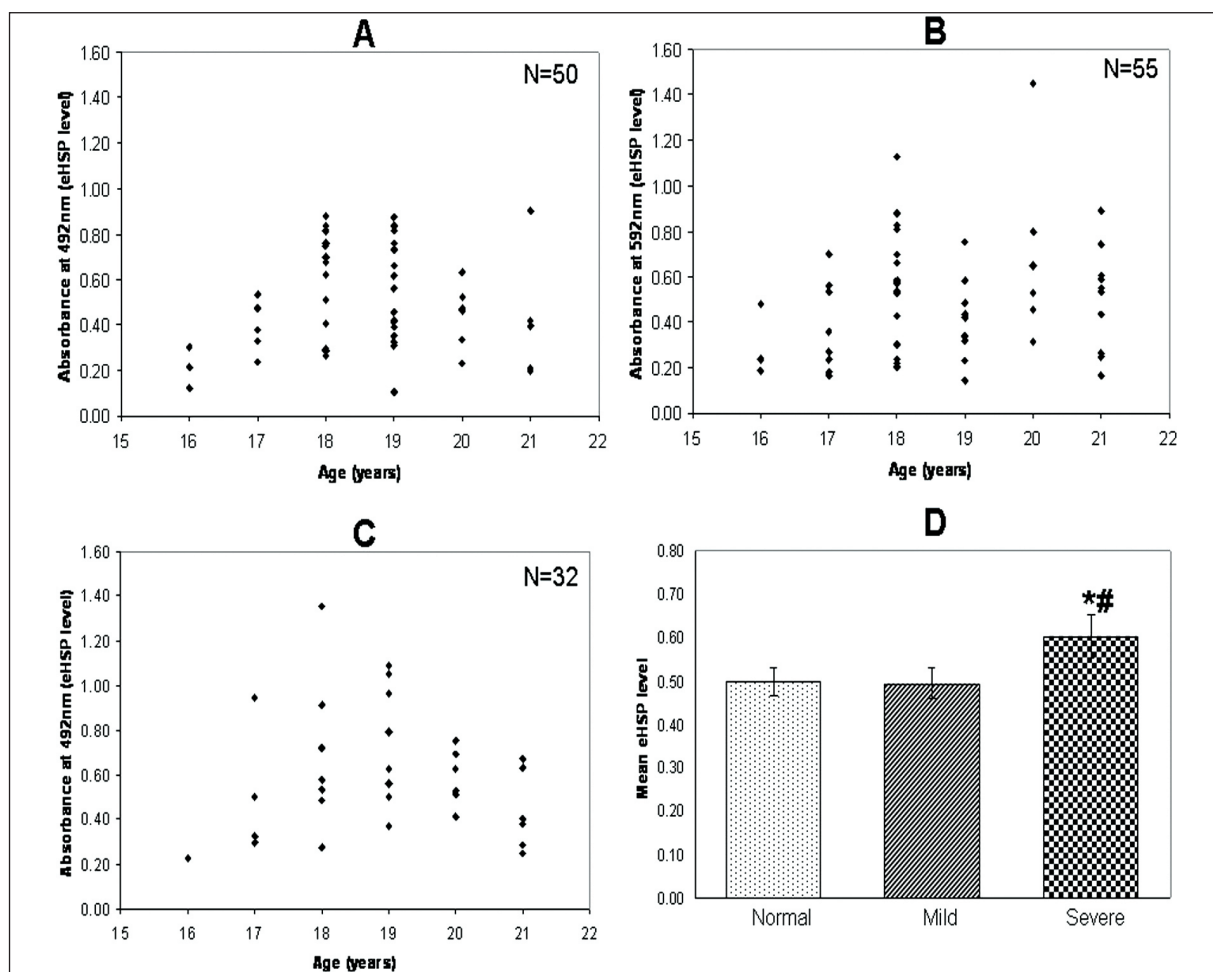 A
N=50
Absorbance at 492nm (eHSP level)
1.60
1.40
1.20
1.00
0.80
0.60
0.40
0.20
0.00
15 16 17 18 19 20 21 22
Age (years)
B
N=55
Absorbance at 592nm (eHSP level)
1.60
1.40
1.20
1.00
0.80
0.60
0.40
0.20
0.00
15 16 17 18 19 20 21 22
Age (years)
C
N=32
Absorbance at 492nm (eHSP level)
1.60
1.40
1.20
1.00
0.80
0.60
0.40
0.20
0.00
15 16 17 18 19 20 21 22
Age (years)
D
Mean eHSP level
0.80
0.70
0.60
0.50
0.40
0.30
0.20
0.10
0.00
*#
Normal Mild Severe